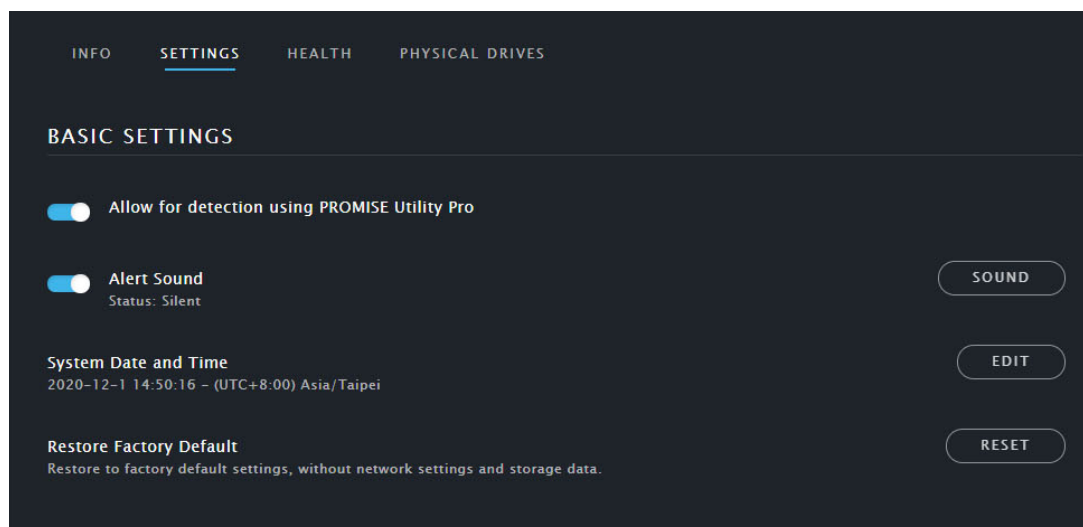 INFO SETTINGS HEALTH PHYSICAL DRIVES
BASIC SETTINGS
Allow for detection using PROMISE Utility Pro
Alert Sound
Status: Silent
SOUND
System Date and Time
2020-12-1 14:50:16 - (UTC+8:00) Asia/Taipei
EDIT
Restore Factory Default
Restore to factory default settings, without network settings and storage data.
RESET